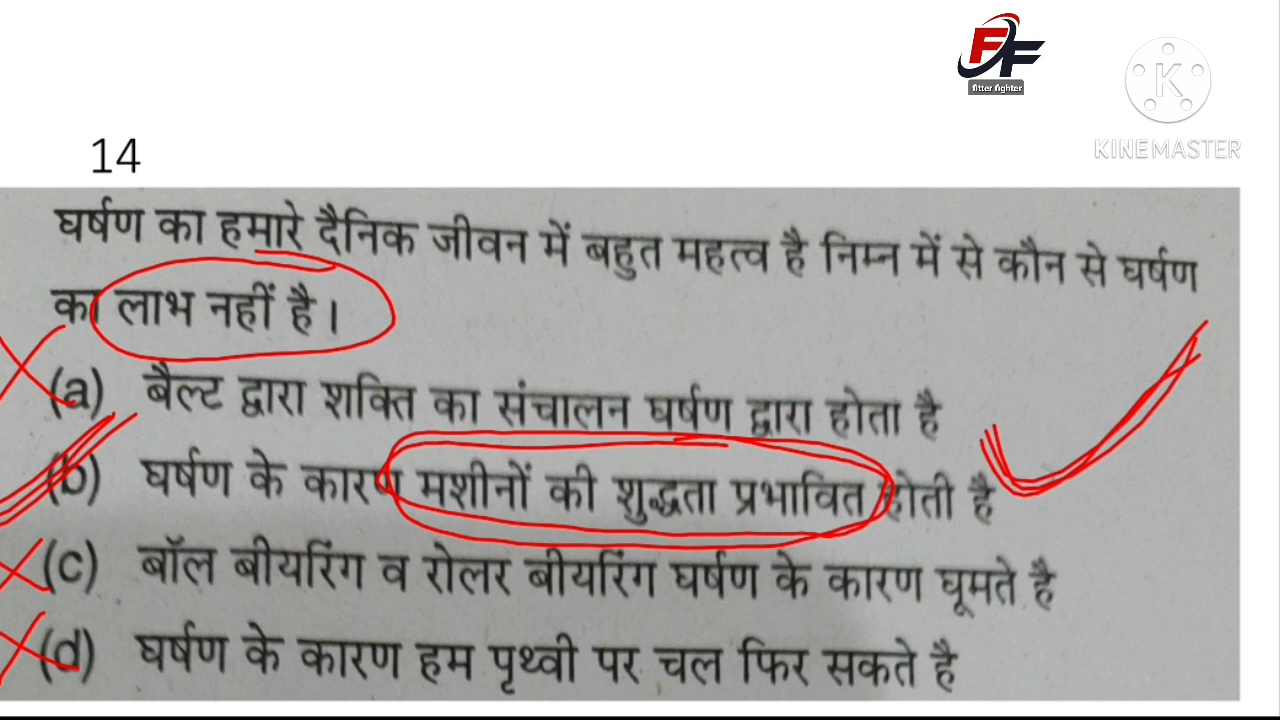 FF
fitter fighter
K
KINEMASTER
14
घर्षण का हमारे दैनिक जीवन में बहुत महत्व है निम्न में से कौन से घर्षण
का लाभ नहीं है।
(a) बैल्ट द्वारा शक्ति का संचालन घर्षण द्वारा होता है
(b) घर्षण के कारण मशीनों की शुद्धता प्रभावित होती है
(c) बॉल बीयरिंग व रोलर बीयरिंग घर्षण के कारण घूमते है
(d) घर्षण के कारण हम पृथ्वी पर चल फिर सकते है